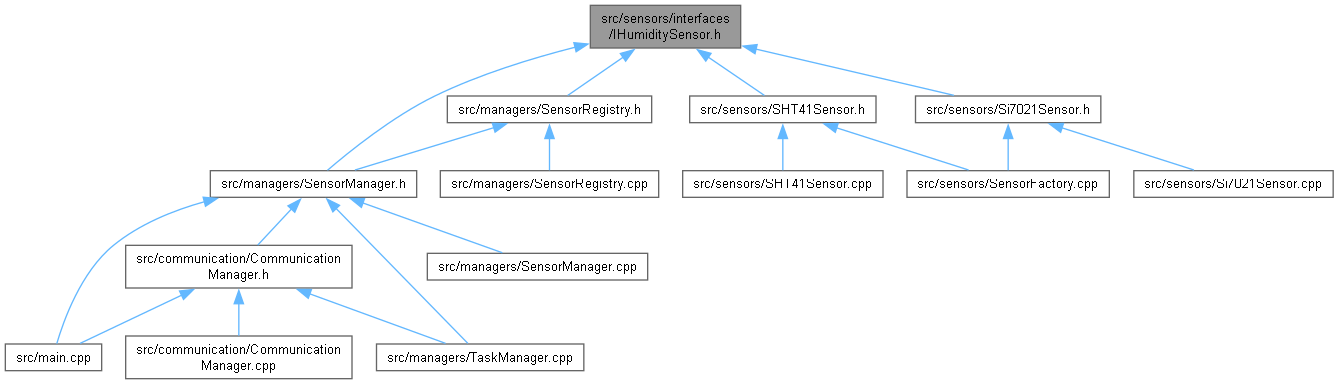 src/sensors/interfaces
/IHumiditySensor.h
src/managers/SensorRegistry.h
src/sensors/SHT41Sensor.h
src/sensors/Si7021Sensor.h
src/managers/SensorManager.h
src/managers/SensorRegistry.cpp
src/sensors/SHT41Sensor.cpp
src/sensors/SensorFactory.cpp
src/sensors/Si7021Sensor.cpp
src/communication/Communication
Manager.h
src/managers/SensorManager.cpp
src/main.cpp
src/communication/Communication
Manager.cpp
src/managers/TaskManager.cpp